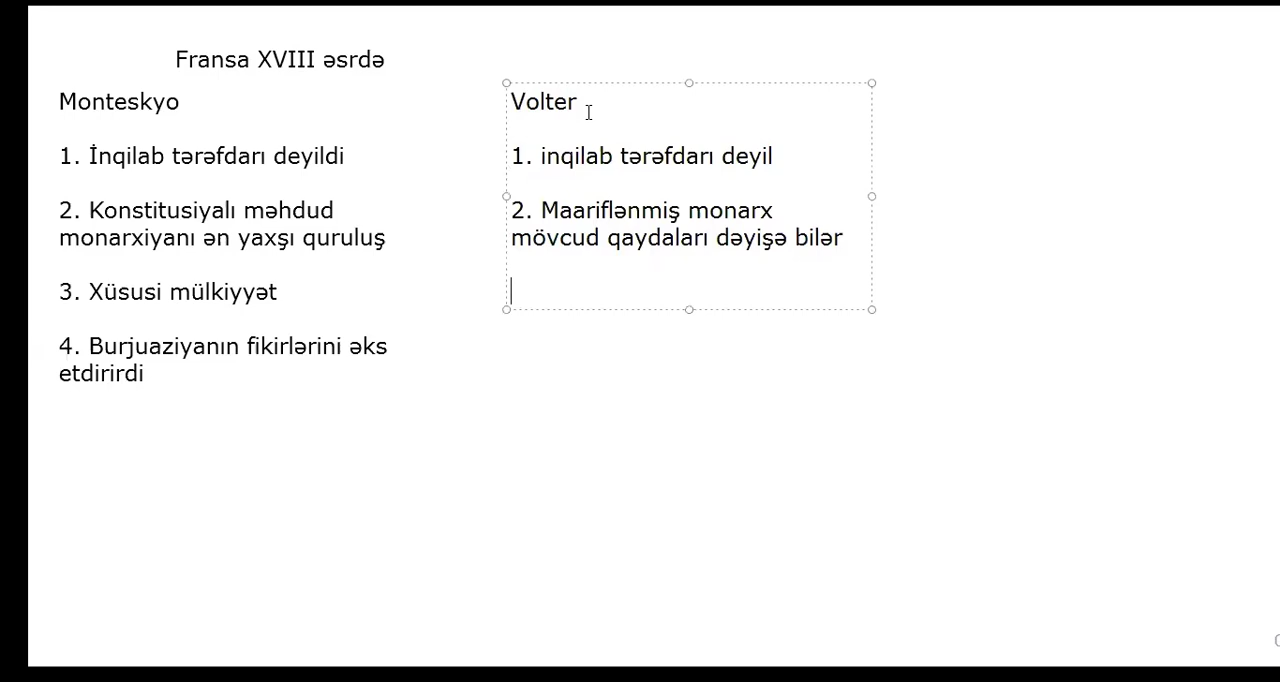 Fransa XVIII əsrdə
Monteskyo
1. İnqilab tərəfdarı deyildi
2. Konstitusiyalı məhdud
monarxiyanı ən yaxşı quruluş
3. Xüsusi mülkiyyət
4. Burjuaziyanın fikirlərini əks
etdirirdi
Volter
1. inqilab tərəfdarı deyil
2. Maariflənmiş monarx
mövcud qaydaları dəyişə bilər